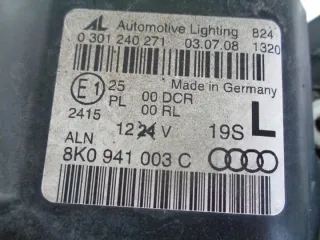 AL Automotive Lighting 824
0 301 240 271 03.07.08 1320
E1 25 Made in Germany
PL 00 DCR
2415 00 RL
12 24 V 19S L
ALN
8K0 941 003 C